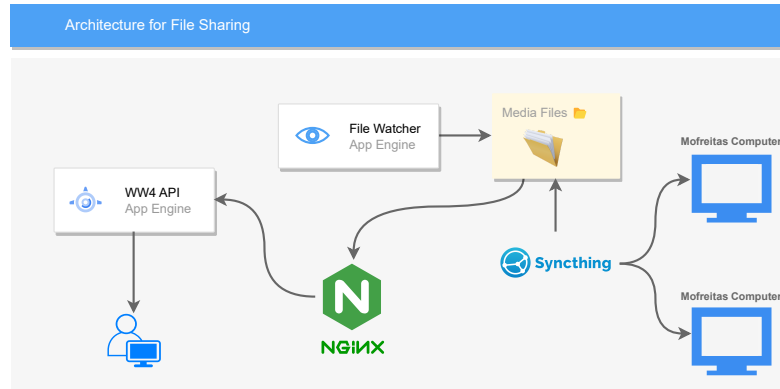 Architecture for File Sharing
Media Files
File Watcher
App Engine
Mofreitas Computer
WW4 API
App Engine
Syncthing
Mofreitas Computer
NGINX